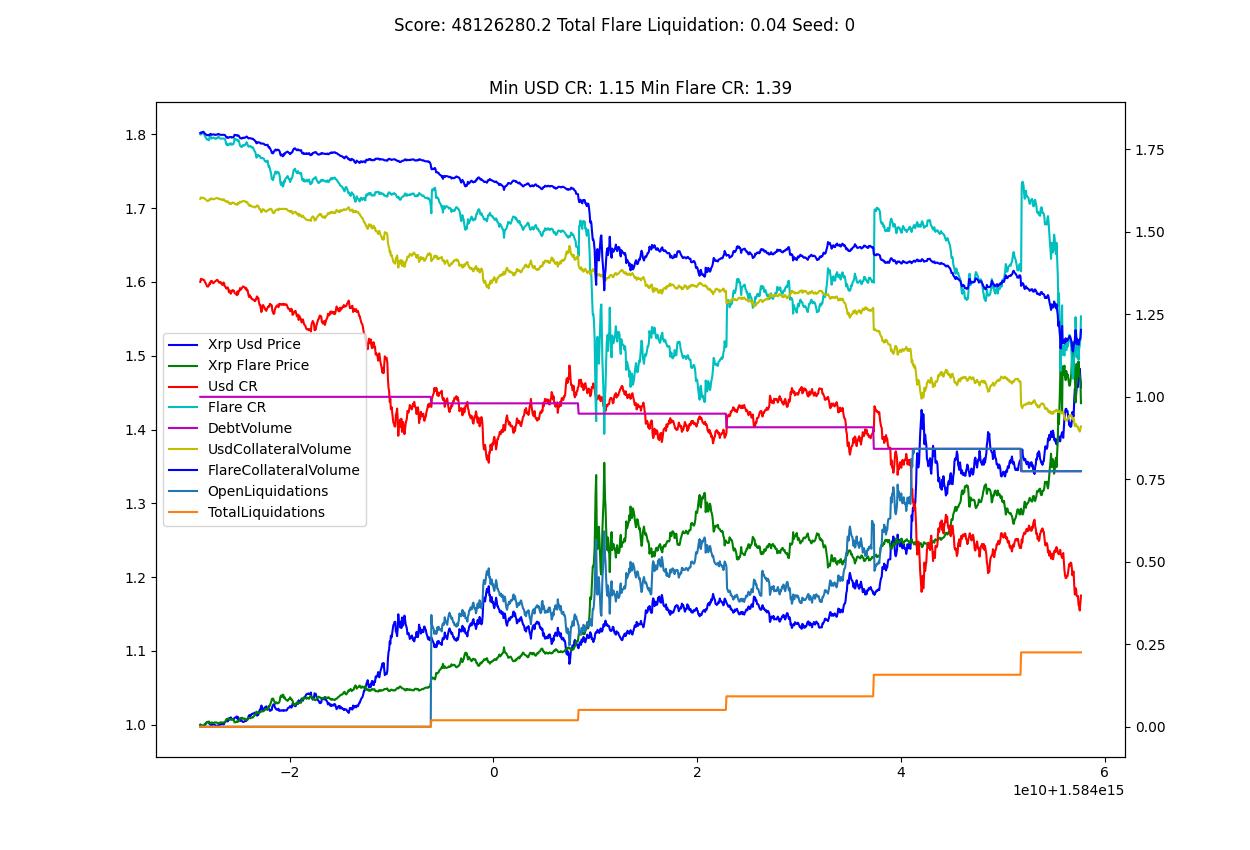 Score: 48126280.2 Total Flare Liquidation: 0.04 Seed: 0
Min USD CR: 1.15 Min Flare CR: 1.39
1.8
1.7
1.6
1.5
1.4
1.3
1.2
1.1
1.0
Xrp Usd Price
Xrp Flare Price
Usd CR
Flare CR
DebtVolume
UsdCollateralVolume
FlareCollateralVolume
OpenLiquidations
TotalLiquidations
1.75
1.50
1.25
1.00
0.75
0.50
0.25
0.00
−2 0 2 4 6
1e10+1.584e15